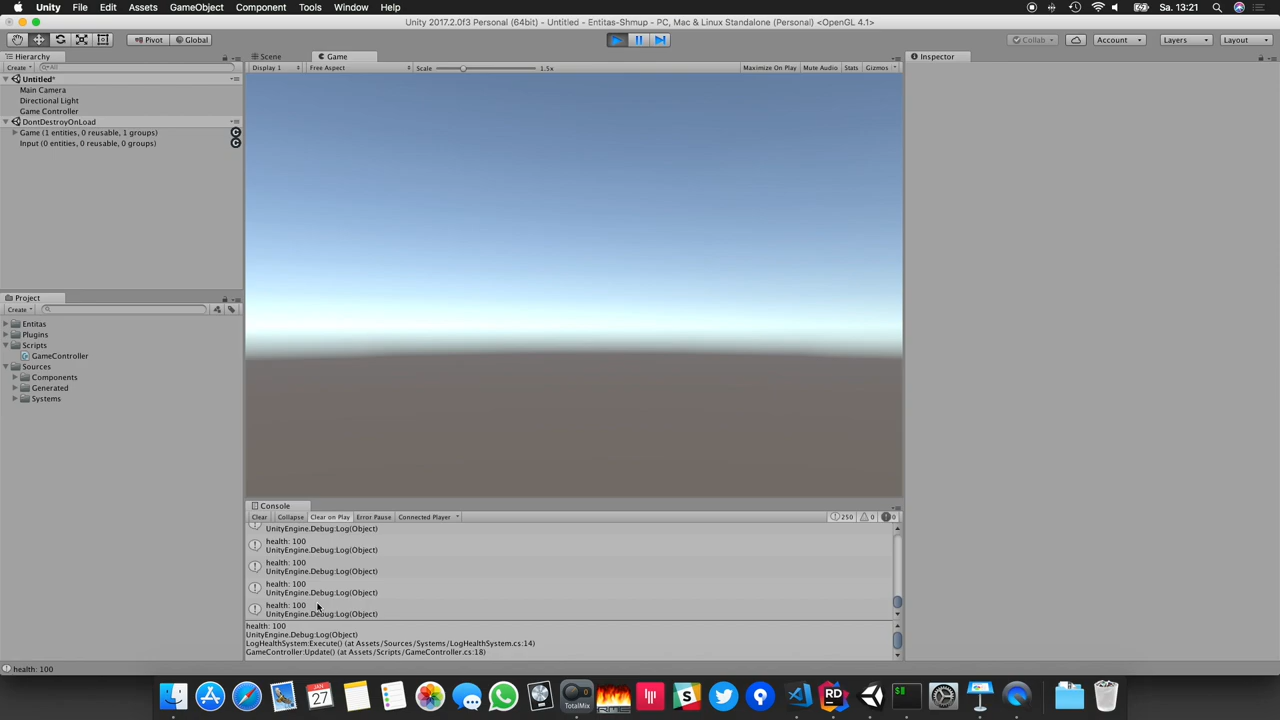 Unity File Edit Assets GameObject Component Tools Window Help Sa. 13:21
Unity 2017.2.0f3 Personal (64bit) - Untitled - Entitas-Shmup - PC, Mac & Linux Standalone (Personal) <OpenGL 4.1>
Pivot Global Collab Account Layers Layout
Hierarchy Scene Game Inspector
Create All Display 1 Free Aspect Scale 1.5x Maximize On Play Mute Audio Stats Gizmos
Untitled*
Main Camera
Directional Light
Game Controller
DontDestroyOnLoad
Game (1 entities, 0 reusable, 1 groups)
Input (0 entities, 0 reusable, 0 groups)
Project
Create
Entitas
Plugins
Scripts
GameController
Sources
Components
Generated
Systems
Console
Clear Collapse Clear on Play Error Pause Connected Player 250 0 0
UnityEngine.Debug:Log(Object)
health: 100
UnityEngine.Debug:Log(Object)
health: 100
UnityEngine.Debug:Log(Object)
health: 100
UnityEngine.Debug:Log(Object)
health: 100
UnityEngine.Debug:Log(Object)
health: 100
UnityEngine.Debug:Log(Object)
LogHealthSystem:Execute() (at Assets/Sources/Systems/LogHealthSystem.cs:14)
GameController:Update() (at Assets/Scripts/GameController.cs:18)
health: 100
JAN
27
TotalMix
RD